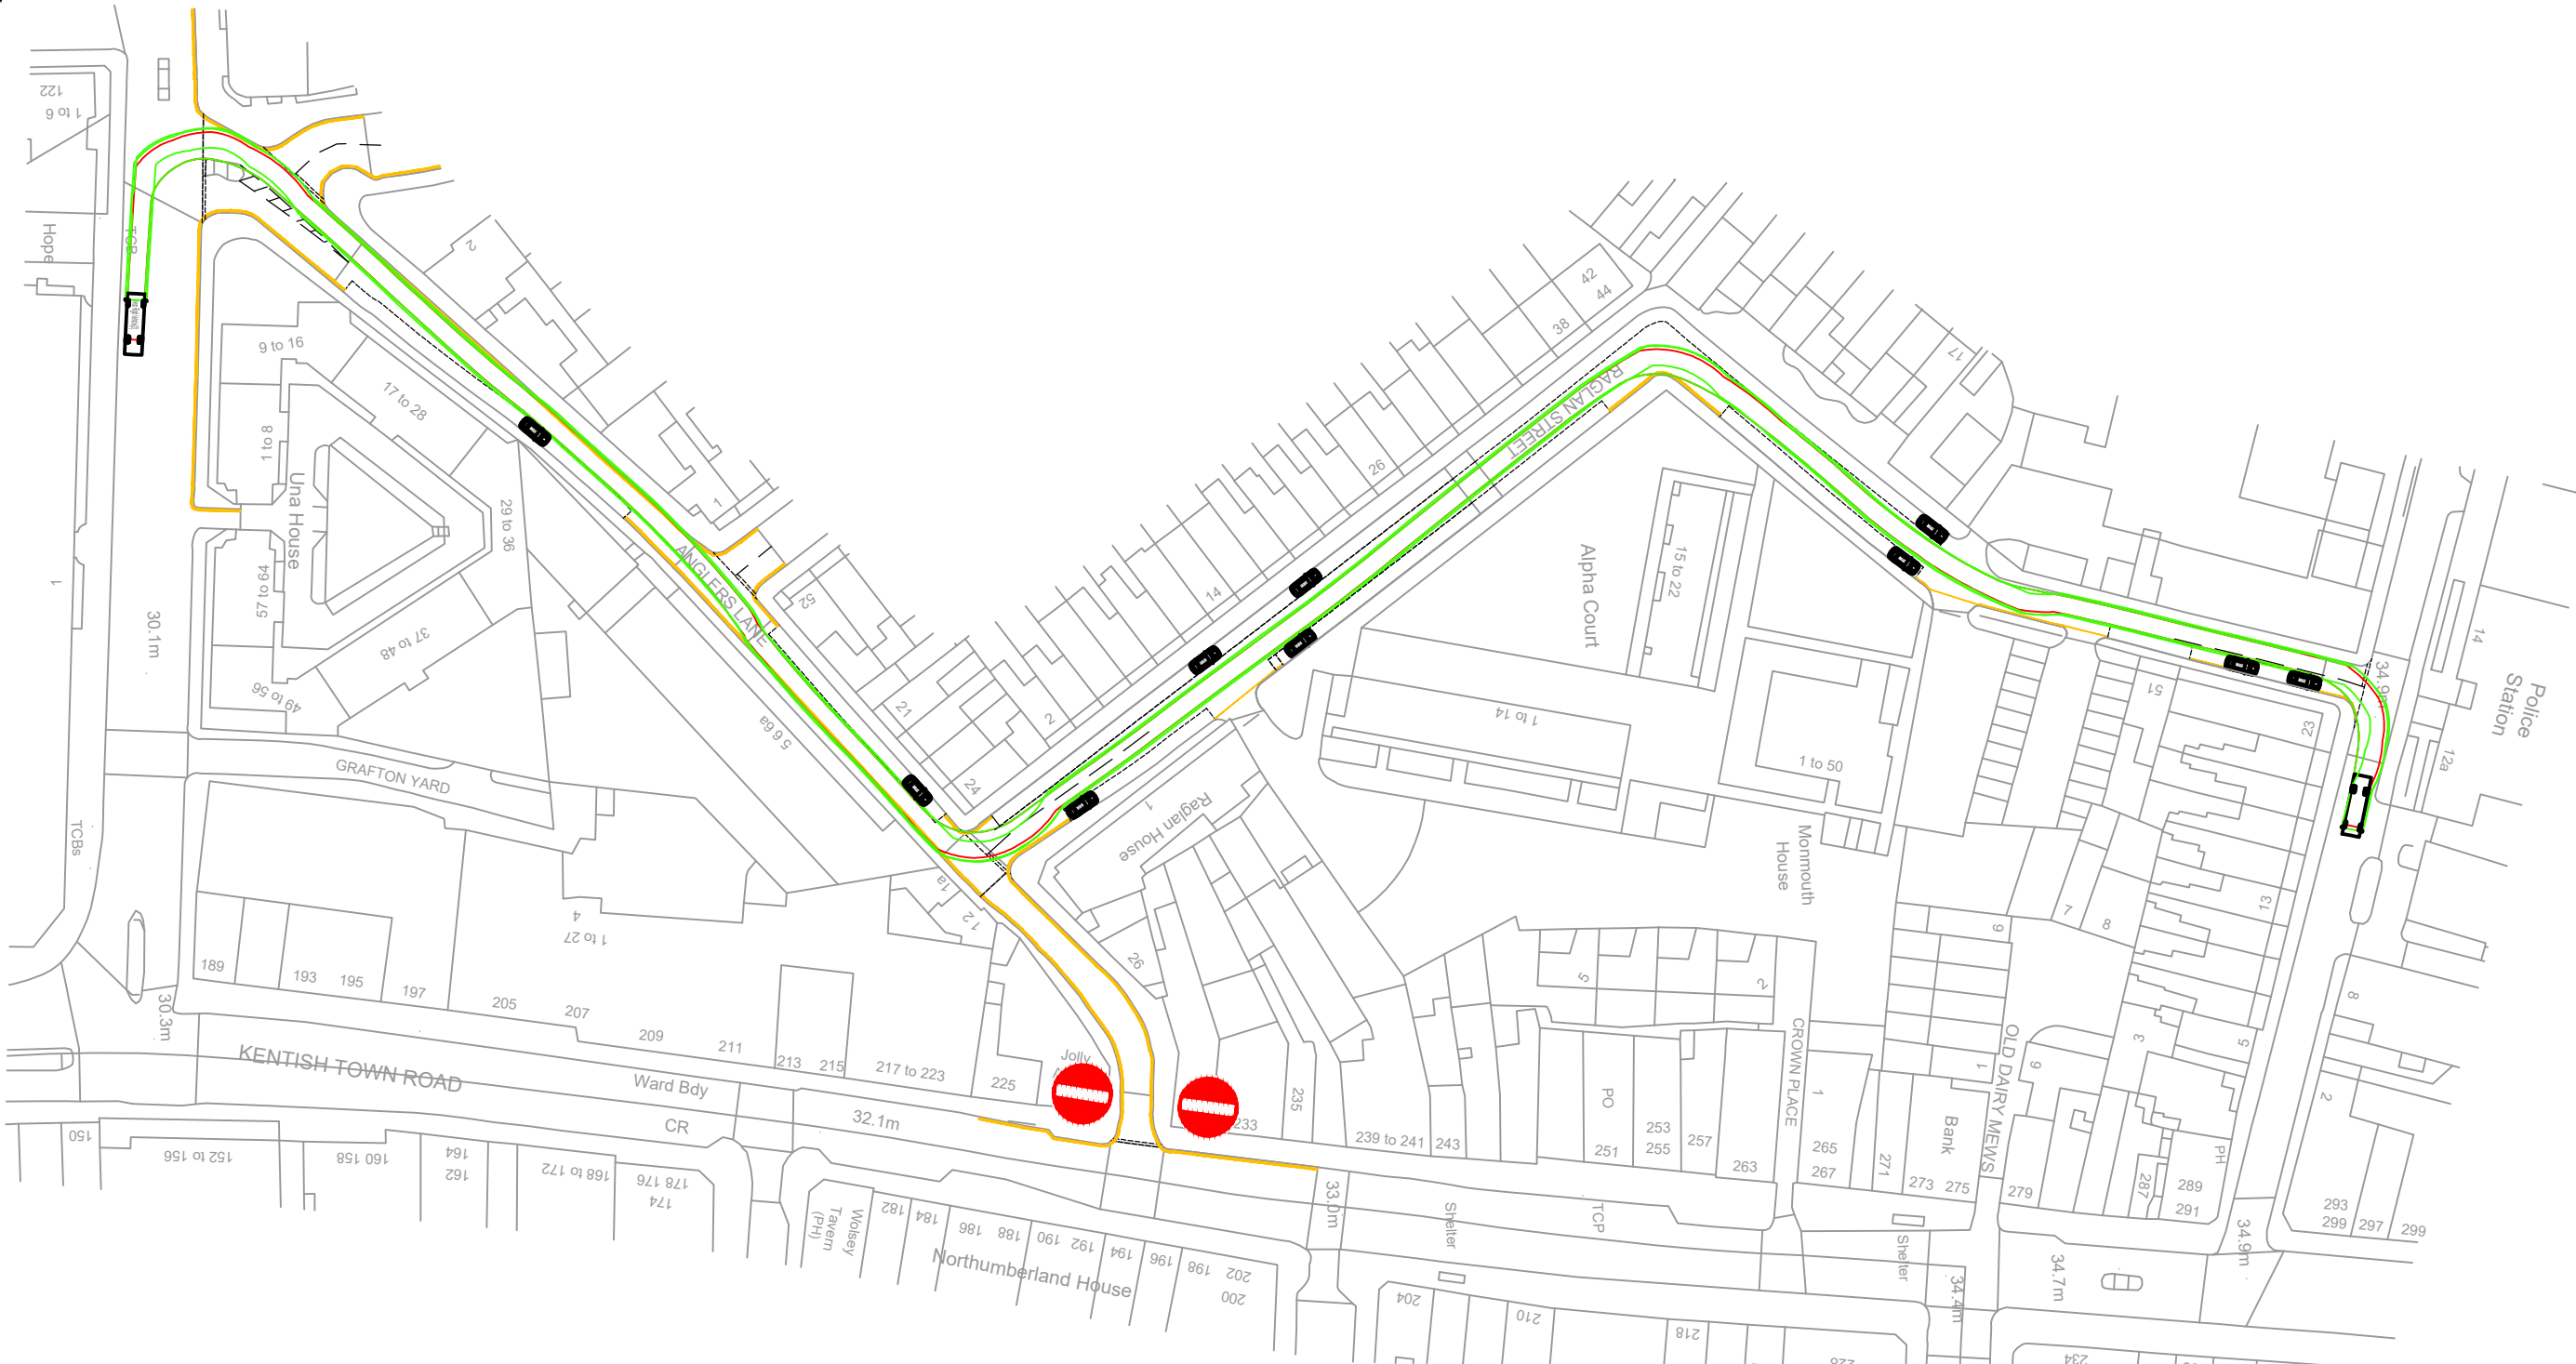 122
1 to 6
Hope
TCB
2
9 to 16
17 to 28
1 to 8
Una House
29 to 36
57 to 64
37 to 48
49 to 56
1
30.1m
GRAFTON YARD
TCBs
ANGLERS LANE
1
52
21
24
2
14
26
38
42
44
RAGLAN STREET
17
5 6 6a
1a
12
1
Raglan House
26
Alpha Court
15 to 22
1 to 14
1 to 50
Monmouth
House
51
23
34.9m
14
Police
Station
12a
13
7
8
9
6
3
5
8
2
4
1 to 27
189
193
195
197
205
207
209
211
213
215
217 to 223
225
Jolly
30.3m
KENTISH TOWN ROAD
Ward Bdy
CR
32.1m
233
235
239 to 241
243
5
2
PO
251
253
255
257
263
CROWN PLACE
1
265
267
271
Bank
273
275
OLD DAIRY MEWS
1
279
287
PH
289
291
293
299
297
299
150
152 to 156
160 158
164
162
168 to 172
178 176
174
Wolsey
Tavern
(PH)
182
184
186
188
190
192
194
196
198
202
200
Northumberland House
33.0m
Shelter
TCP
Shelter
34.4m
34.7m
34.9m
204
210
218
234